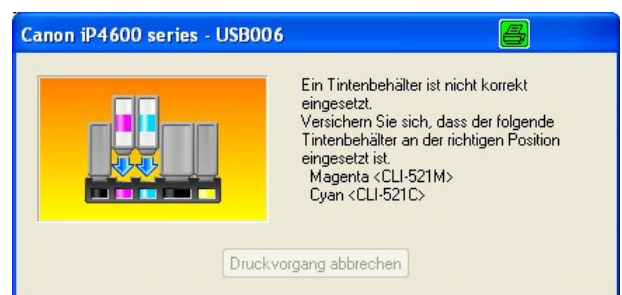 Canon iP4600 series - USB006
Ein Tintenbehälter ist nicht korrekt
eingesetzt.
Versichern Sie sich, dass der folgende
Tintenbehälter an der richtigen Position
eingesetzt ist.
Magenta <CLI-521M>
Cyan <CLI-521C>
Druckvorgang abbrechen